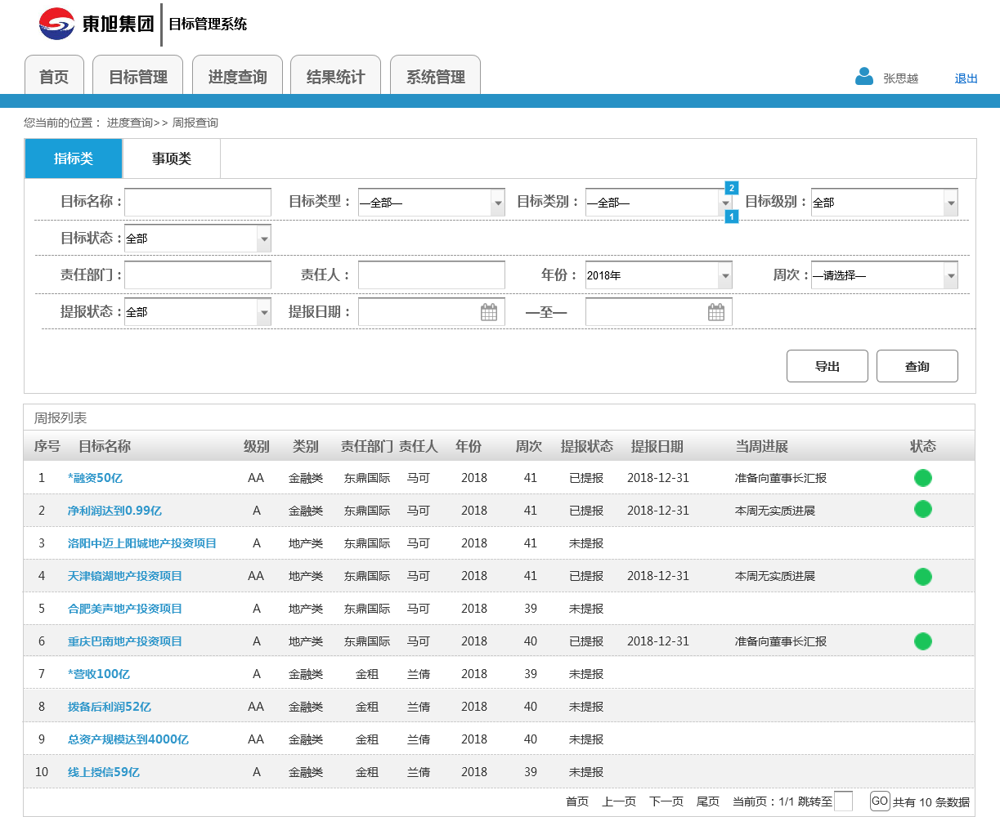 東旭集团 目标管理系统
首页 目标管理 进度查询 结果统计 系统管理 张思越 退出
您当前的位置： 进度查询>> 周报查询
指标类 事项类
2
目标名称： 目标类型： —全部— 目标类别： —全部— 目标级别： 全部
1
目标状态： 全部
责任部门： 责任人： 年份： 2018年 周次： —请选择—
提报状态： 全部 提报日期： —至—
导出 查询
周报列表
序号 目标名称 级别 类别 责任部门 责任人 年份 周次 提报状态 提报日期 当周进展 状态
1 *融资50亿 AA 金融类 东鼎国际 马可 2018 41 已提报 2018-12-31 准备向董事长汇报
2 净利润达到0.99亿 A 金融类 东鼎国际 马可 2018 41 已提报 2018-12-31 本周无实质进展
3 洛阳中迈上阳城地产投资项目 A 地产类 东鼎国际 马可 2018 41 未提报
4 天津镜湖地产投资项目 AA 地产类 东鼎国际 马可 2018 41 已提报 2018-12-31 本周无实质进展
5 合肥美声地产投资项目 A 地产类 东鼎国际 马可 2018 39 未提报
6 重庆巴南地产投资项目 A 地产类 东鼎国际 马可 2018 40 已提报 2018-12-31 准备向董事长汇报
7 *营收100亿 A 金融类 金租 兰倩 2018 39 未提报
8 拨备后利润52亿 AA 金融类 金租 兰倩 2018 40 未提报
9 总资产规模达到4000亿 AA 金融类 金租 兰倩 2018 40 未提报
10 线上授信59亿 A 金融类 金租 兰倩 2018 39 未提报
首页 上一页 下一页 尾页 当前页：1/1 跳转至 GO 共有 10 条数据